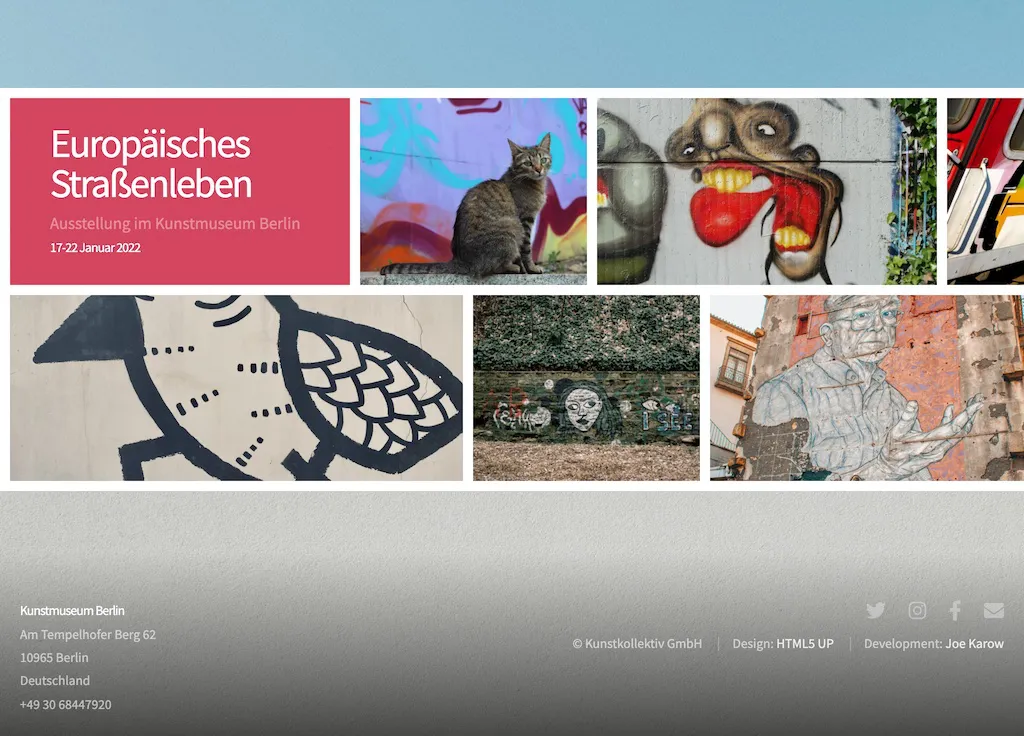 Europäisches
Straßenleben
Ausstellung im Kunstmuseum Berlin
17-22 Januar 2022
Kunstmuseum Berlin
Am Tempelhofer Berg 62
10965 Berlin
Deutschland
+49 30 68447920
© Kunstkollektiv GmbH
Design: HTML5 UP
Development: Joe Karow